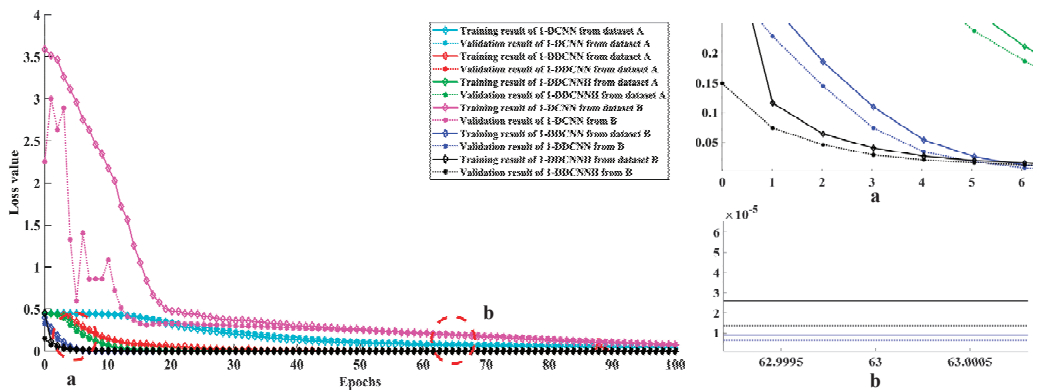 4
3.5
3
2.5
2
1.5
1
0.5
0
Loss value
0 10 20 30 40 50 60 70 80 90 100
Epochs
a
b
Training result of 1-DCNN from dataset A
Validation result of 1-DCNN from dataset A
Training result of 1-DDCNN from dataset A
Validation result of 1-DDCNN from dataset A
Training result of 1-DDCNNH from dataset A
Validation result of 1-DDCNNH from dataset A
Training result of 1-DCNN from dataset B
Validation result of 1-DCNN from B
Training result of 1-DDCNN from dataset B
Validation result of 1-DDCNN from B
Training result of 1-DDCNNH from dataset B
Validation result of 1-DDCNNH from B
0.2
0.15
0.1
0.05
0 1 2 3 4 5 6
a
×10-5
6
5
4
3
2
1
62.9995 63 63.0005
b